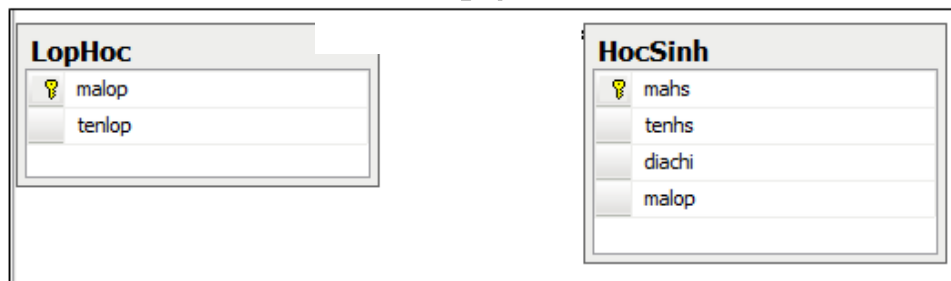 LopHoc
malop
tenlop
HocSinh
mahs
tenhs
diachi
malop